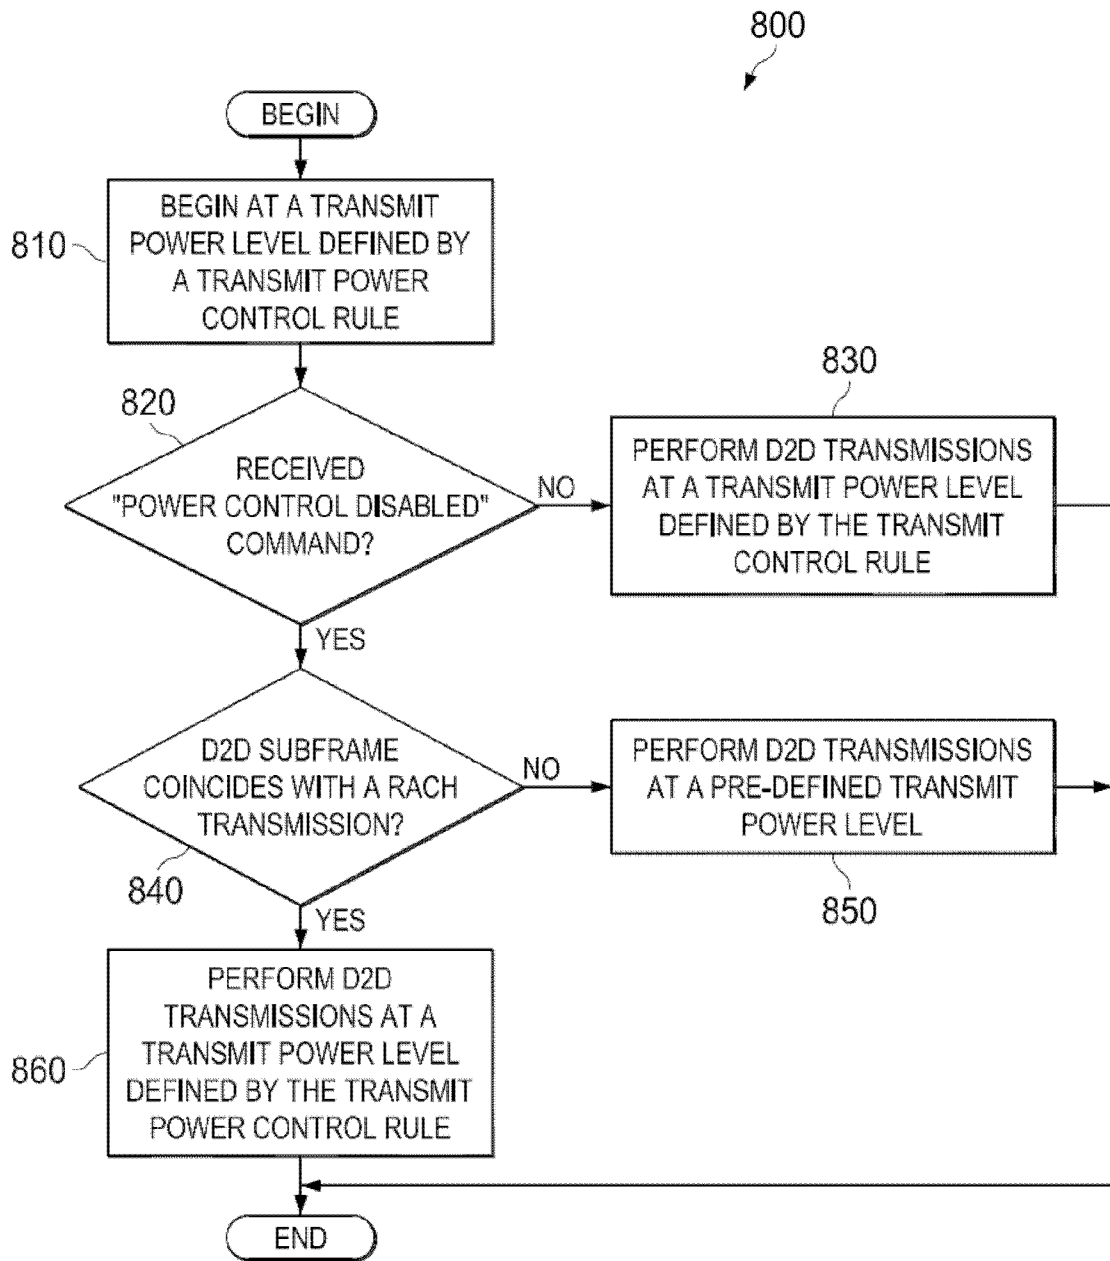 800
BEGIN
810
BEGIN AT A TRANSMIT
POWER LEVEL DEFINED BY
A TRANSMIT POWER
CONTROL RULE
820
RECEIVED
"POWER CONTROL DISABLED"
COMMAND?
NO
830
PERFORM D2D TRANSMISSIONS
AT A TRANSMIT POWER LEVEL
DEFINED BY THE TRANSMIT
CONTROL RULE
YES
D2D SUBFRAME
COINCIDES WITH A RACH
TRANSMISSION?
840
NO
PERFORM D2D TRANSMISSIONS
AT A PRE-DEFINED TRANSMIT
POWER LEVEL
850
YES
860
PERFORM D2D
TRANSMISSIONS AT A
TRANSMIT POWER LEVEL
DEFINED BY THE TRANSMIT
POWER CONTROL RULE
END